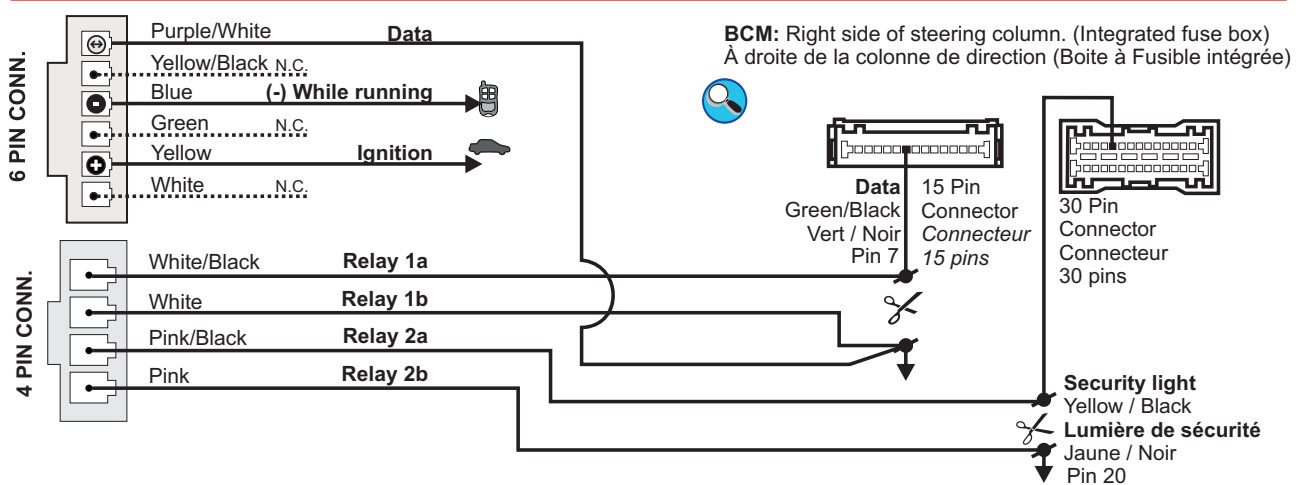 6 PIN CONN.
Purple/White Data
Yellow/Black N.C.
Blue (-) While running
Green N.C.
Yellow Ignition
White N.C.
4 PIN CONN.
White/Black Relay 1a
White Relay 1b
Pink/Black Relay 2a
Pink Relay 2b
BCM: Right side of steering column. (Integrated fuse box)
À droite de la colonne de direction (Boite à Fusible intégrée)
Data
Green/Black
Vert / Noir
Pin 7
15 Pin
Connector
Connecteur
15 pins
30 Pin
Connector
Connecteur
30 pins
Security light
Yellow / Black
Lumière de sécurité
Jaune / Noir
Pin 20